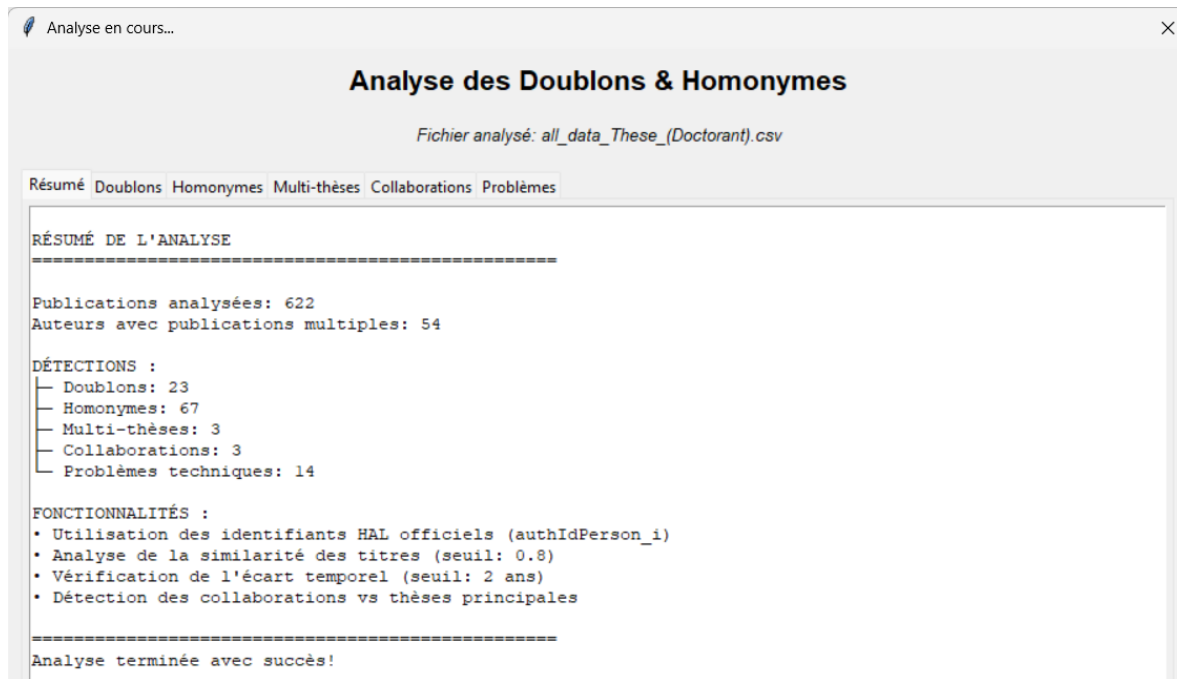 Analyse en cours...
Analyse des Doublons & Homonymes
Fichier analysé: all_data_These_(Doctorant).csv
Résumé Doublons Homonymes Multi-thèses Collaborations Problèmes
RÉSUMÉ DE L'ANALYSE
==================================================
Publications analysées: 622
Auteurs avec publications multiples: 54
DÉTECTIONS :
├─ Doublons: 23
├─ Homonymes: 67
├─ Multi-thèses: 3
├─ Collaborations: 3
└─ Problèmes techniques: 14
FONCTIONNALITÉS :
• Utilisation des identifiants HAL officiels (authIdPerson_i)
• Analyse de la similarité des titres (seuil: 0.8)
• Vérification de l'écart temporel (seuil: 2 ans)
• Détection des collaborations vs thèses principales
==================================================
Analyse terminée avec succès!